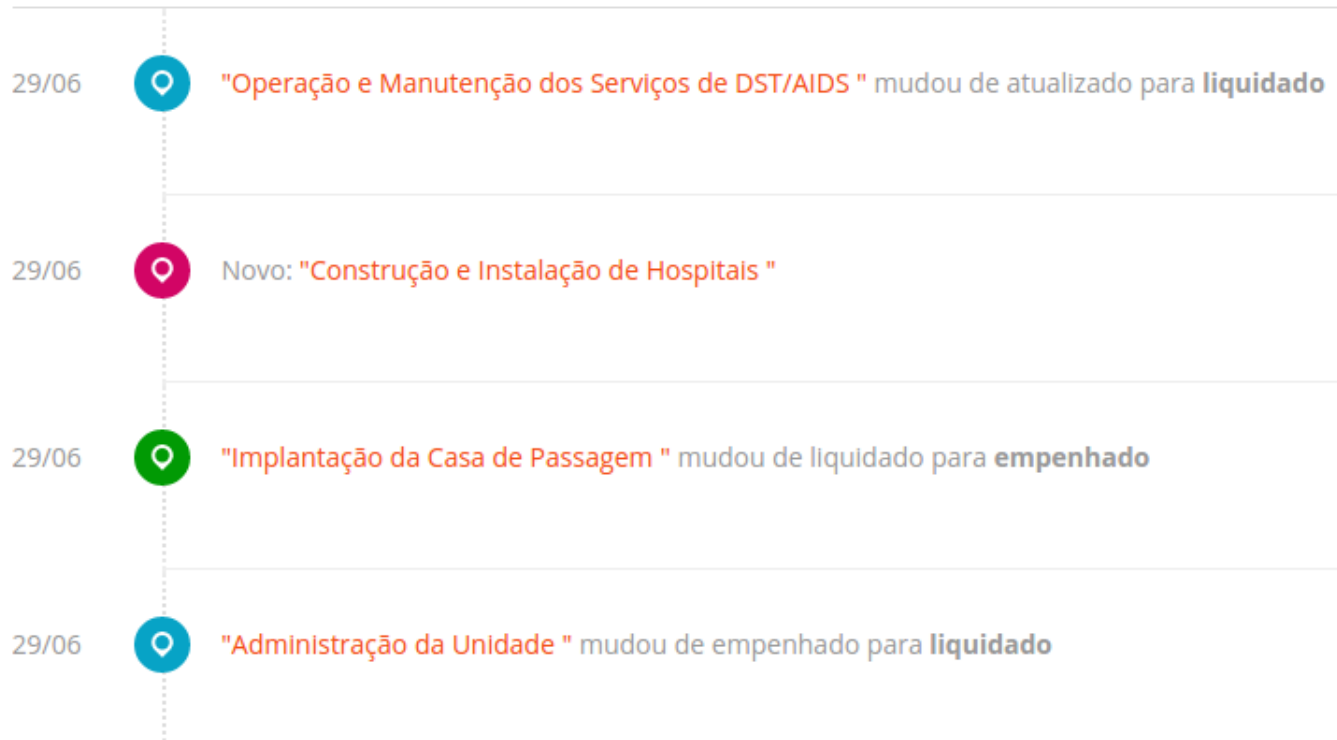 29/06 "Operação e Manutenção dos Serviços de DST/AIDS " mudou de atualizado para liquidado
29/06 Novo: "Construção e Instalação de Hospitais "
29/06 "Implantação da Casa de Passagem " mudou de liquidado para empenhado
29/06 "Administração da Unidade " mudou de empenhado para liquidado